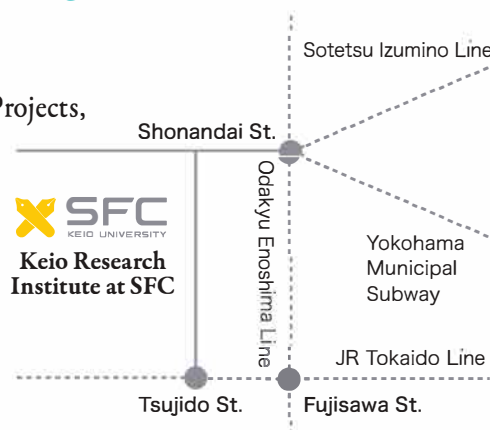 Sotetsu Izumino Line
Projects,
Shonandai St.
SFC
KEIO UNIVERSITY
Keio Research
Institute at SFC
Odakyu Enoshima Line
Yokohama
Municipal
Subway
JR Tokaido Line
Tsujido St.
Fujisawa St.